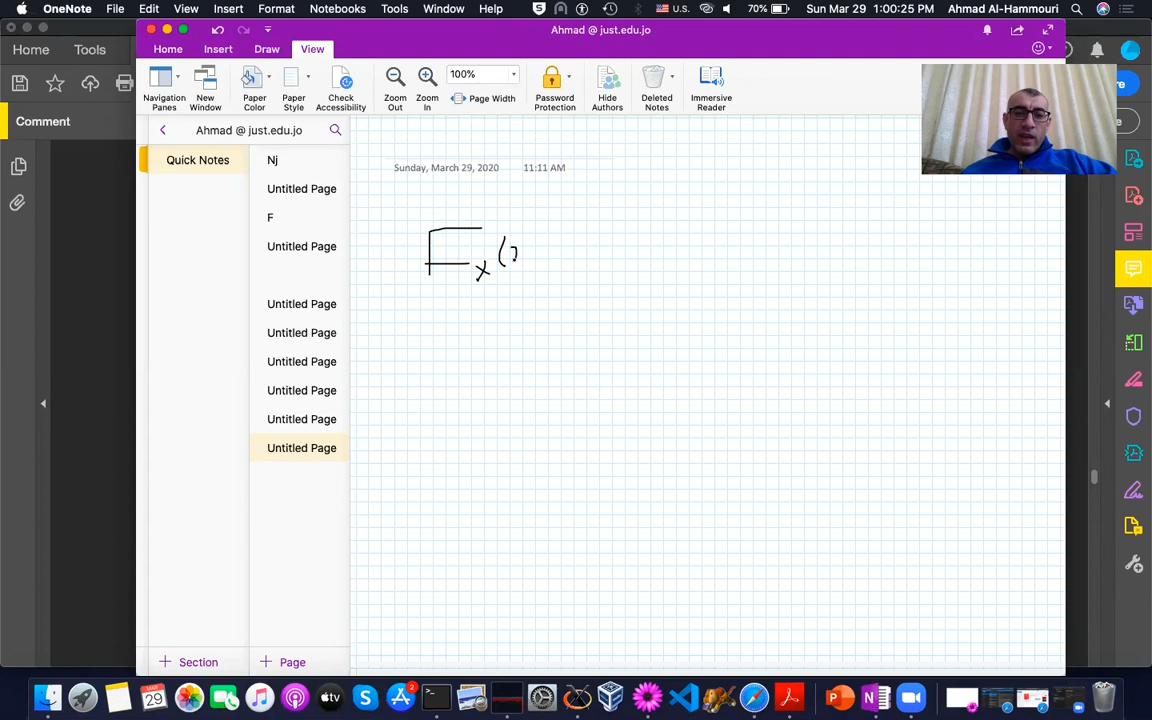 OneNote File Edit View Insert Format Notebooks Tools Window Help 70% Sun Mar 29 1:00:25 PM Ahmad Al-Hammouri
U.S.
Ahmad @ just.edu.jo
Home Tools
Home Insert Draw View
100%
Page Width
Navigation Panes
New Window
Paper Color
Paper Style
Check Accessibility
Zoom Out
Zoom In
Password Protection
Hide Authors
Deleted Notes
Immersive Reader
Comment
Ahmad @ just.edu.jo
Quick Notes
Nj
Untitled Page
F
Untitled Page
Untitled Page
Untitled Page
Untitled Page
Untitled Page
Untitled Page
Untitled Page
Sunday, March 29, 2020 11:11 AM
F x (
+ Section + Page
2
MAR 29